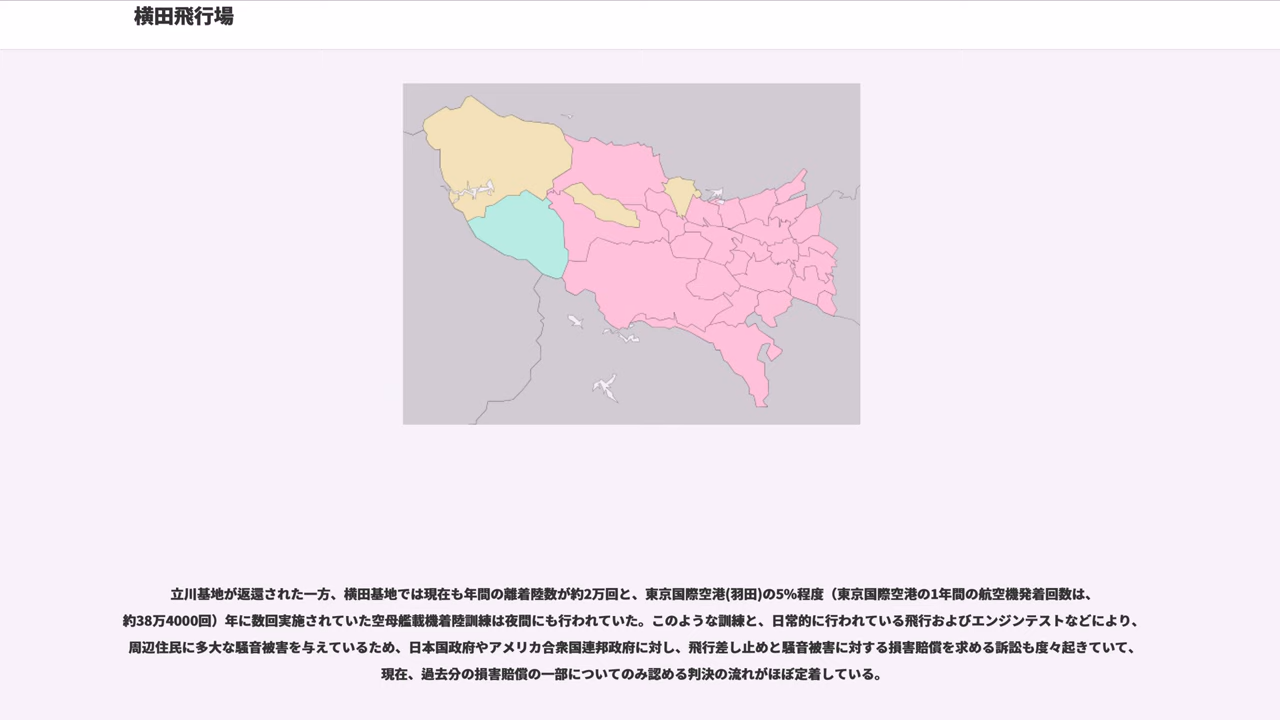 横田飛行場
立川基地が返還された一方、横田基地では現在も年間の離着陸数が約2万回と、東京国際空港(羽田)の5%程度（東京国際空港の1年間の航空機発着回数は、
約38万4000回）年に数回実施されていた空母艦載機着陸訓練は夜間にも行われていた。このような訓練と、日常的に行われている飛行およびエンジンテストなどにより、
周辺住民に多大な騒音被害を与えているため、日本国政府やアメリカ合衆国連邦政府に対し、飛行差し止めと騒音被害に対する損害賠償を求める訴訟も度々起きていて、
現在、過去分の損害賠償の一部についてのみ認める判決の流れがほぼ定着している。